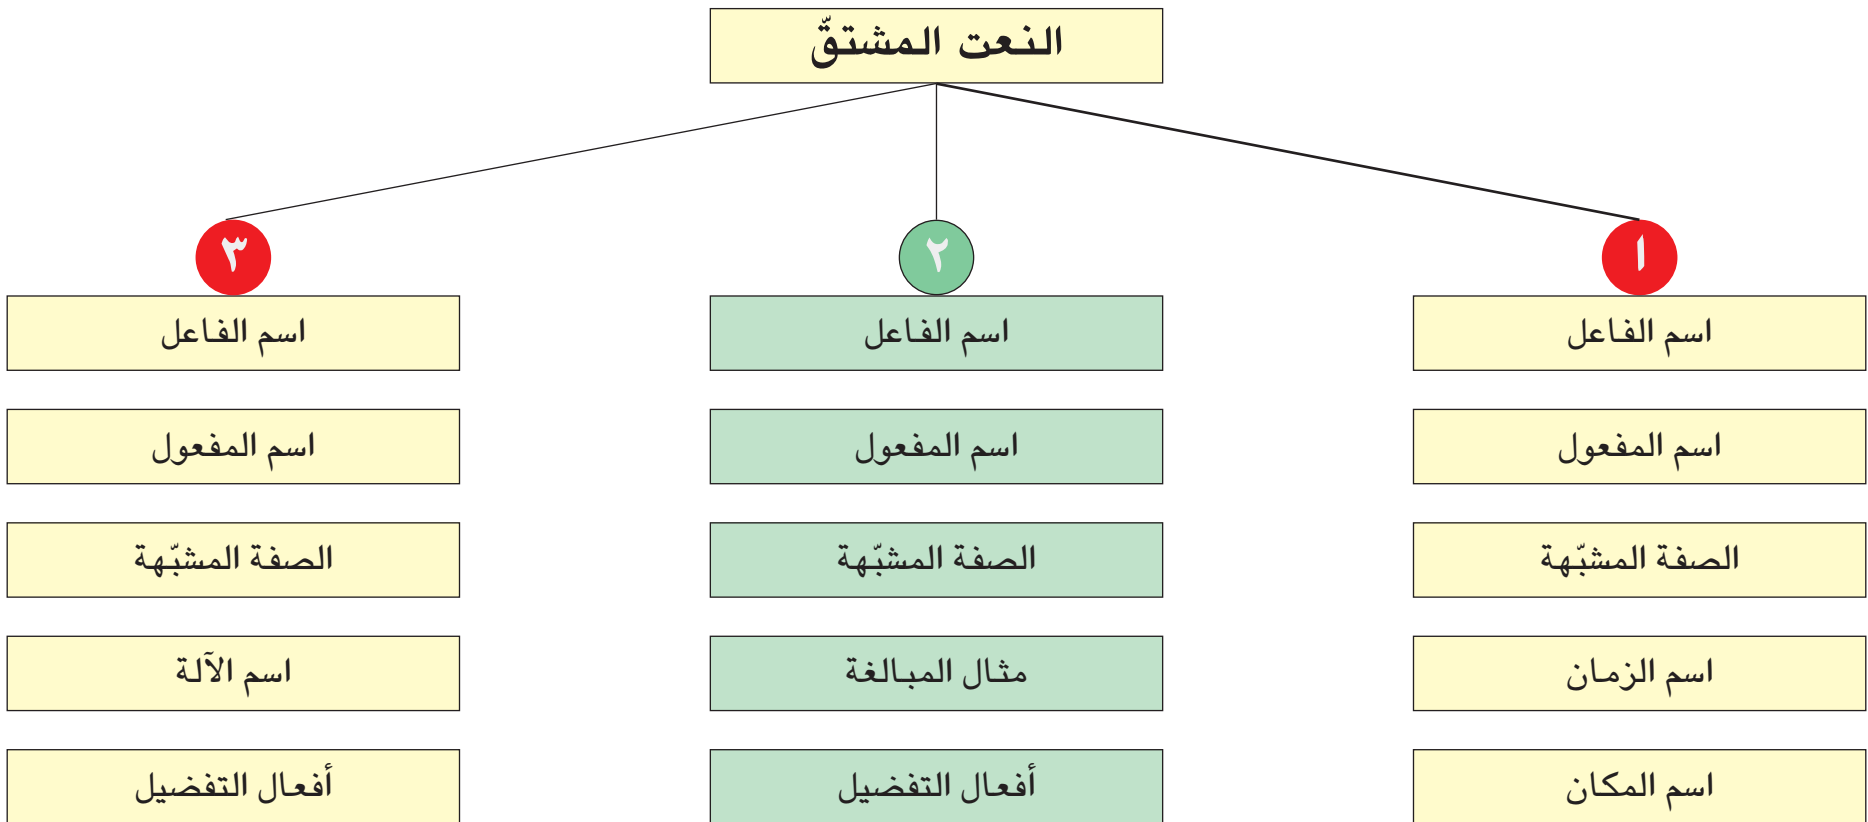 النعت المشتقّ
١
اسم الفاعل
اسم المفعول
الصفة المشبّهة
اسم الزمان
اسم المكان
٢
اسم الفاعل
اسم المفعول
الصفة المشبّهة
مثال المبالغة
أفعال التفضيل
٣
اسم الفاعل
اسم المفعول
الصفة المشبّهة
اسم الآلة
أفعال التفضيل